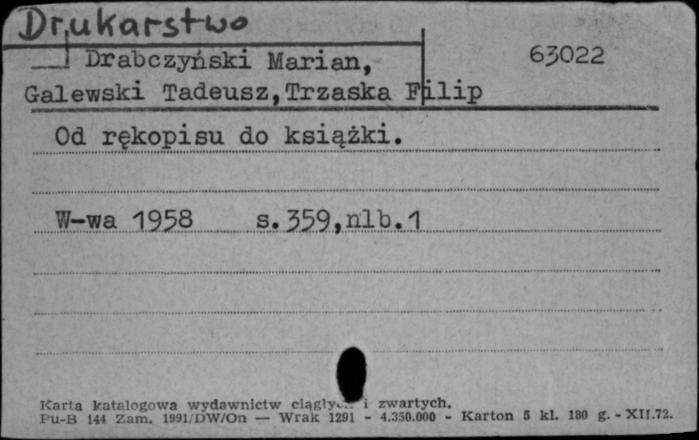 Drukarstwo
Drabczyński Marian, 63022
Galewski Tadeusz,Trzaska Filip
Od rękopisu do książki.
W-wa 1958 s.359,nlb.1
Karta katalogowa wydawnictw i zwartych.
Pu-B 144 Zam. 1991/DW/On — Wrak 1291 - 4.350.000 - Karton 5 kl. 180 g. - XII.72.